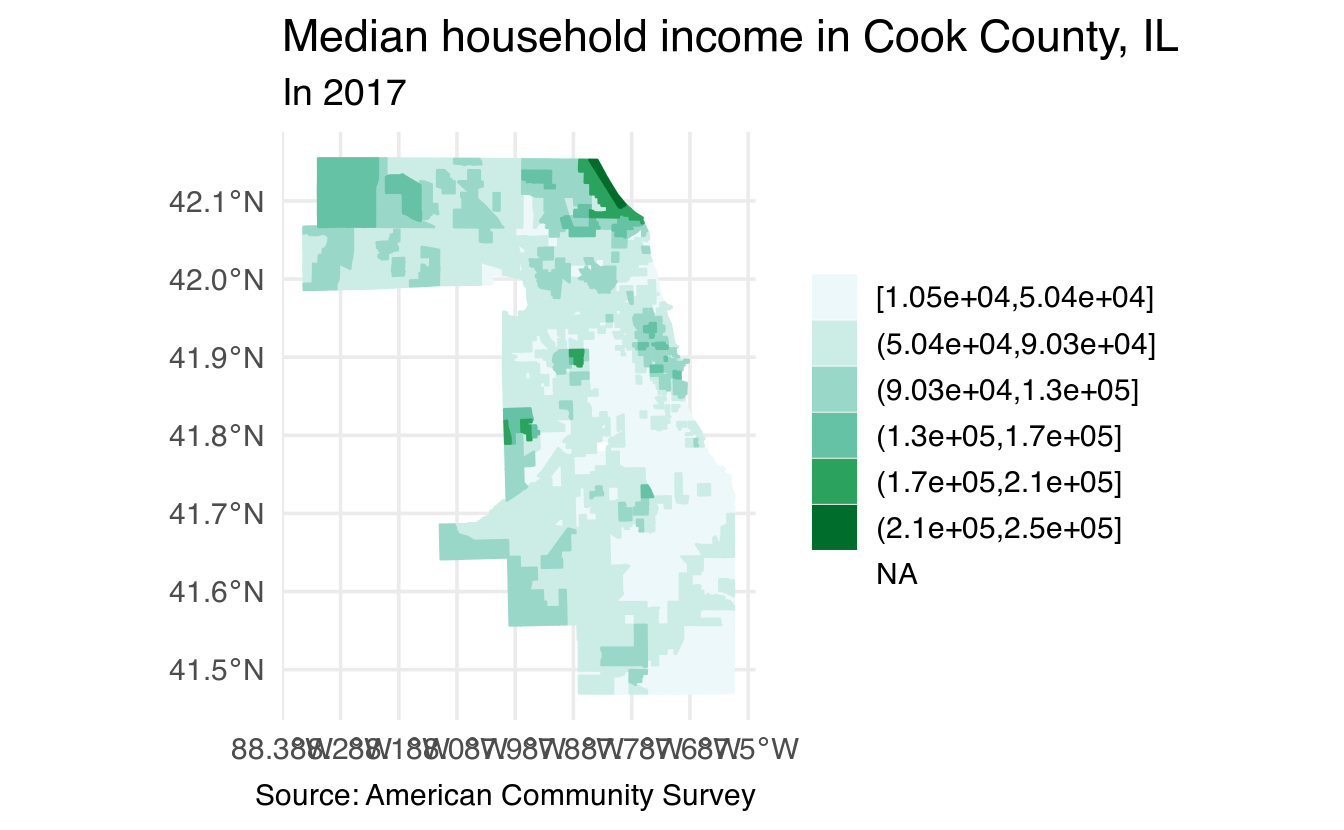 Median household income in Cook County, IL
In 2017
42.1°N
42.0°N
41.9°N
41.8°N
41.7°N
41.6°N
41.5°N
88.3°W 88.2°W 88.1°W 88.0°W 87.9°W 87.8°W 87.7°W 87.6°W 87.5°W
Source: American Community Survey
[1.05e+04,5.04e+04]
(5.04e+04,9.03e+04]
(9.03e+04,1.3e+05]
(1.3e+05,1.7e+05]
(1.7e+05,2.1e+05]
(2.1e+05,2.5e+05]
NA